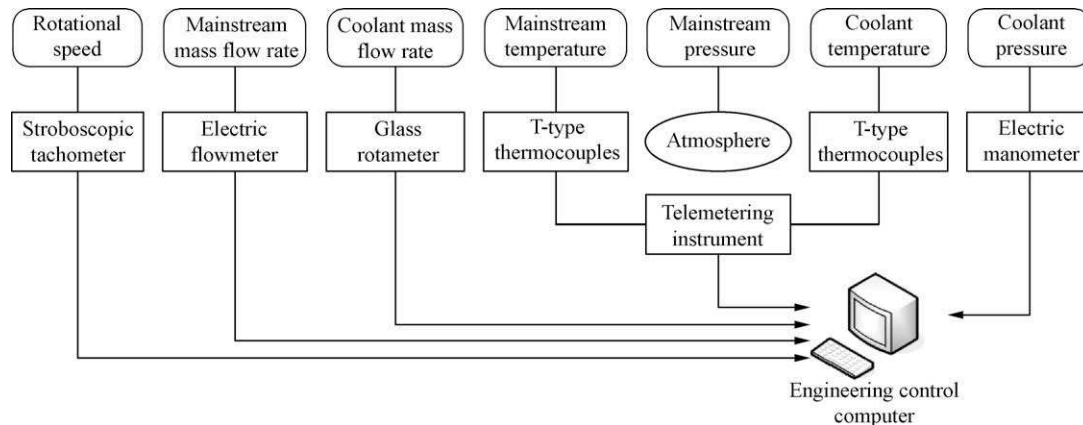 Rotational
speed
Mainstream
mass flow rate
Coolant mass
flow rate
Mainstream
temperature
Mainstream
pressure
Coolant
temperature
Coolant
pressure
Stroboscopic
tachometer
Electric
flowmeter
Glass
rotameter
T-type
thermocouples
Atmosphere
T-type
thermocouples
Electric
manometer
Telemetering
instrument
Engineering control
computer